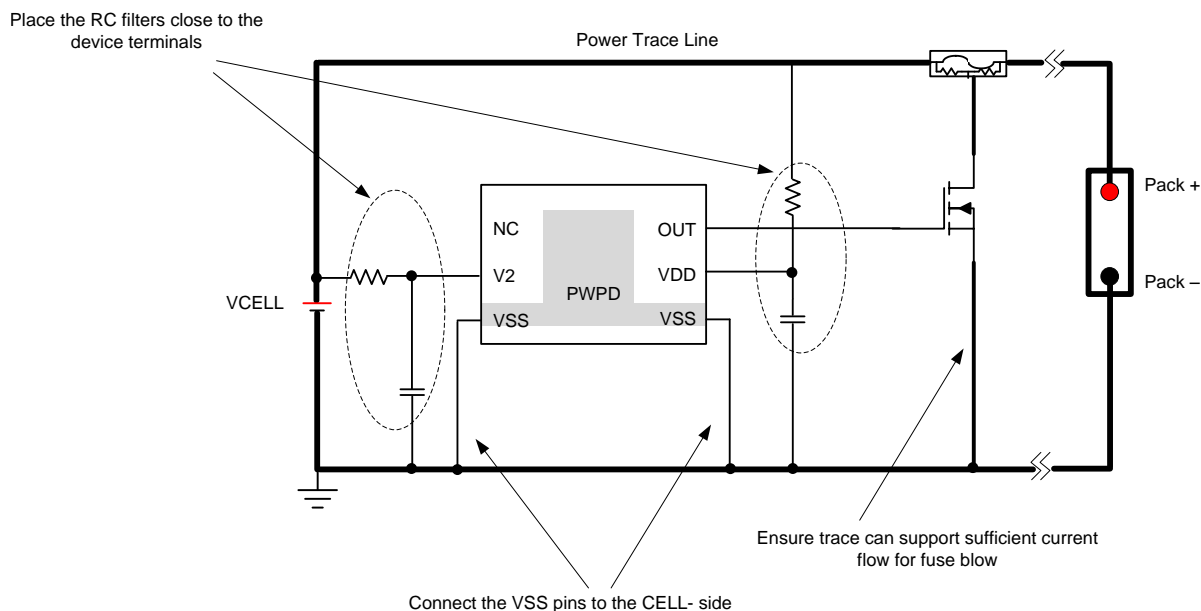 Place the RC filters close to the
device terminals
Power Trace Line
Pack +
NC
OUT
V2
VDD
PWPD
Pack –
VCELL
VSS
VSS
Ensure trace can support sufficient current
flow for fuse blow
Connect the VSS pins to the CELL- side